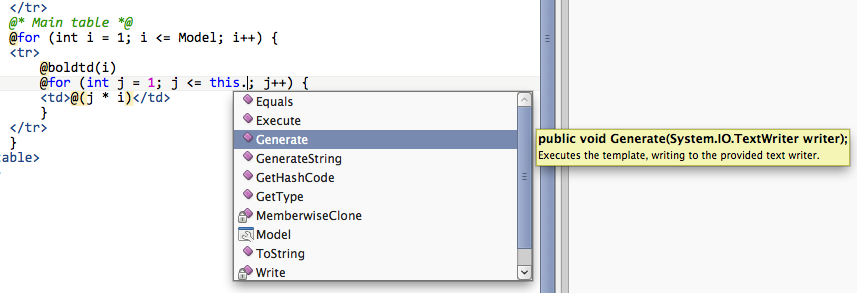 </tr>
@* Main table *@
@for (int i = 1; i <= Model; i++) {
<tr>
@boldtd(i)
@for (int j = 1; j <= this.; j++) {
<td>@(j * i)</td>
}
</tr>
}
table>
Equals
Execute
Generate
GenerateString
GetHashCode
GetType
MemberwiseClone
Model
ToString
Write
public void Generate(System.IO.TextWriter writer);
Executes the template, writing to the provided text writer.